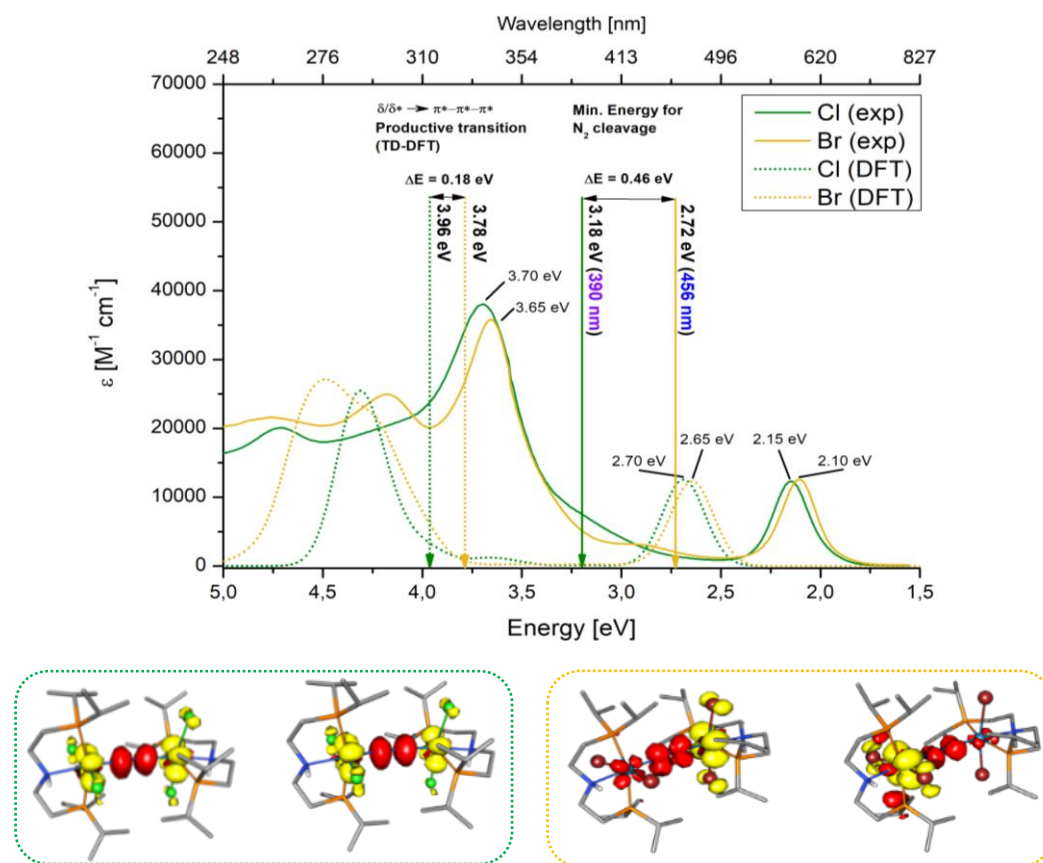 Wavelength [nm]
248 276 310 354 413 496 620 827
70000
60000
50000
40000
30000
20000
10000
0
ε [M⁻¹ cm⁻¹]
δ/δ* → π*–π*–π*
Productive transition
(TD-DFT)
Min. Energy for
N₂ cleavage
Cl (exp)
Br (exp)
Cl (DFT)
Br (DFT)
ΔE = 0.18 eV
ΔE = 0.46 eV
3.96 eV
3.78 eV
3.18 eV (390 nm)
2.72 eV (456 nm)
3.70 eV
3.65 eV
2.70 eV
2.65 eV
2.15 eV
2.10 eV
5,0 4,5 4,0 3,5 3,0 2,5 2,0 1,5
Energy [eV]